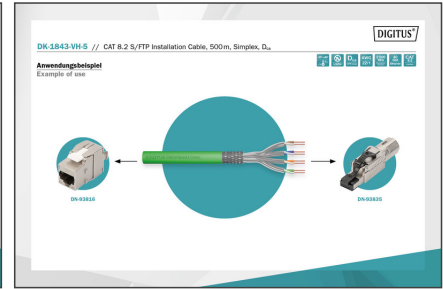 DIGITUS®
DK-1843-VH-5 // CAT 8.2 S/FTP Installation Cable, 500m, Simplex, Dca
Anwendungsbeispiel
Example of use
DN-93816
DN-93835